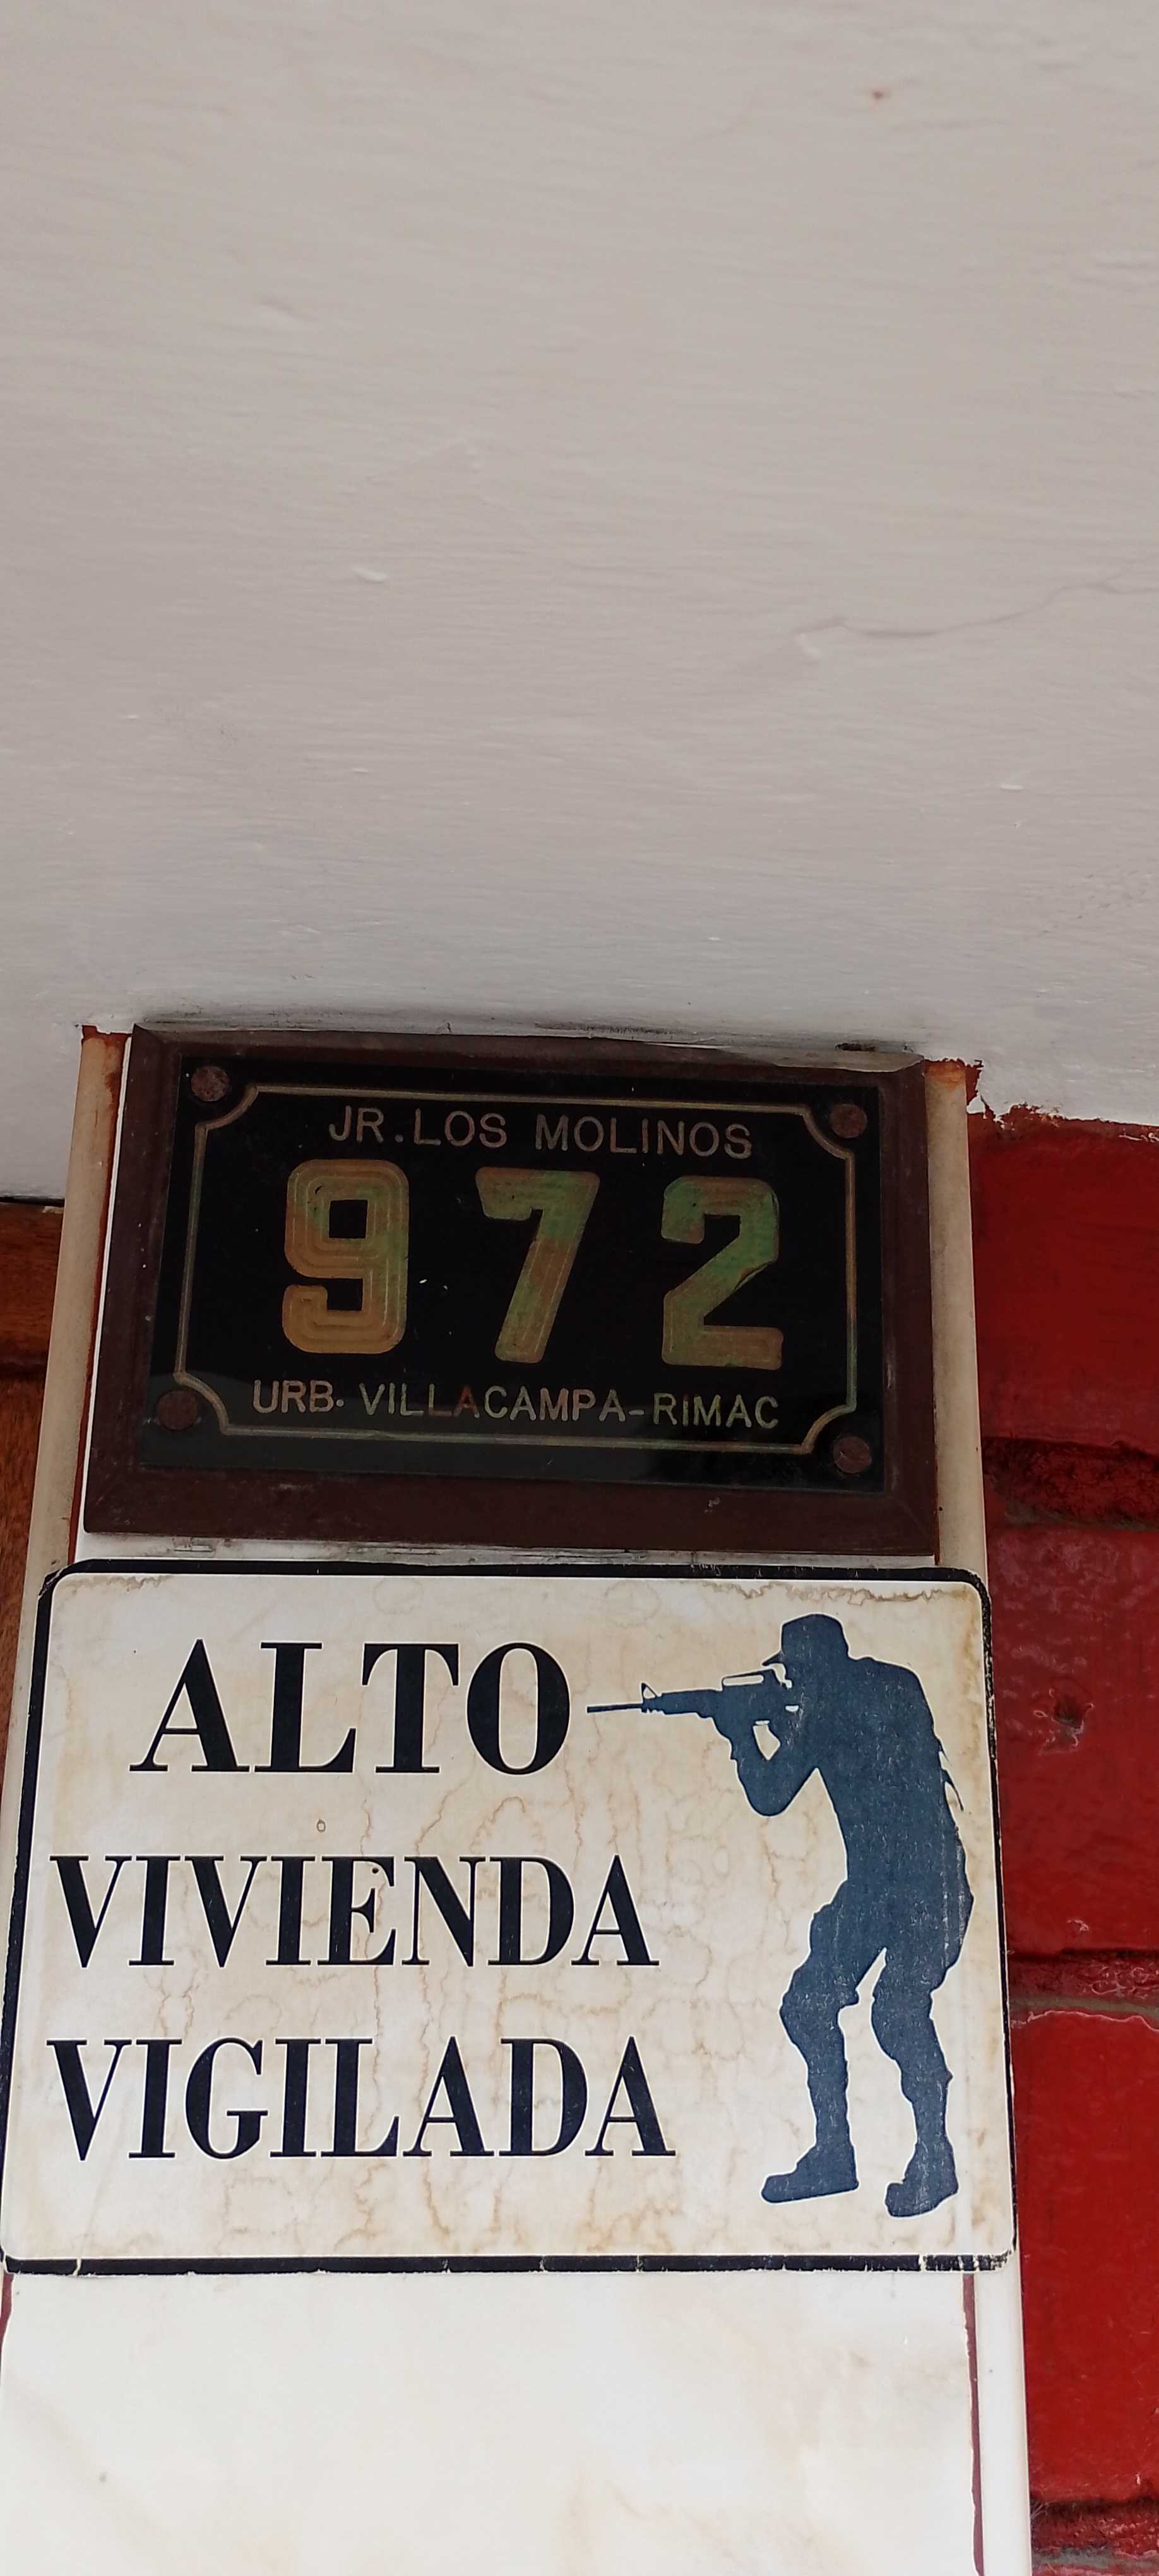 JR. LOS MOLINOS
972
URB. VILLACAMPA-RIMAC
ALTO
VIVIENDA
VIGILADA